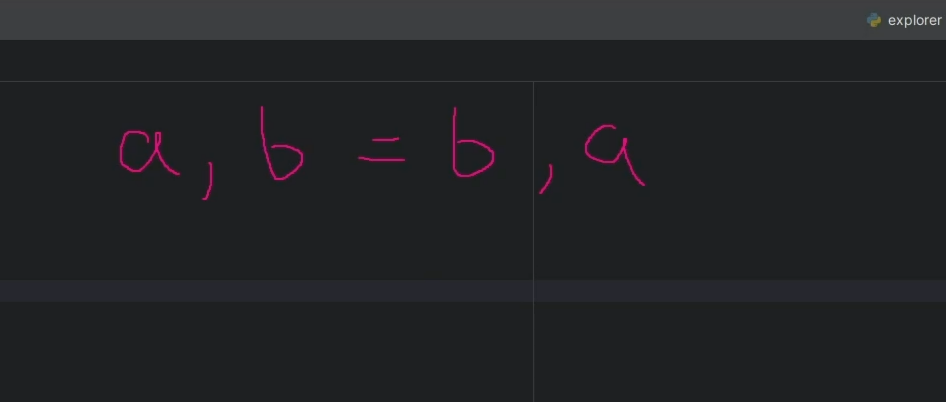 explorer
a, b = b, a